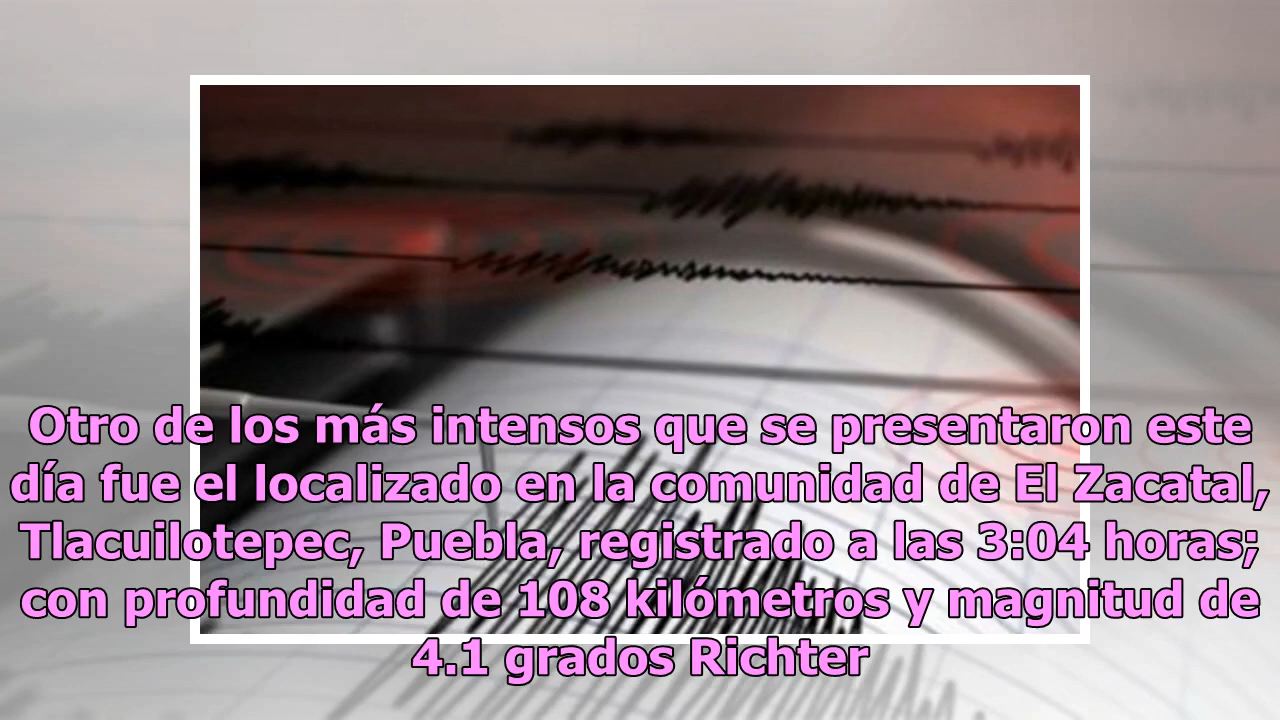 Otro de los más intensos que se presentaron este
día fue el localizado en la comunidad de El Zacatal,
Tlacuilotepec, Puebla, registrado a las 3:04 horas;
con profundidad de 108 kilómetros y magnitud de
4.1 grados Richter